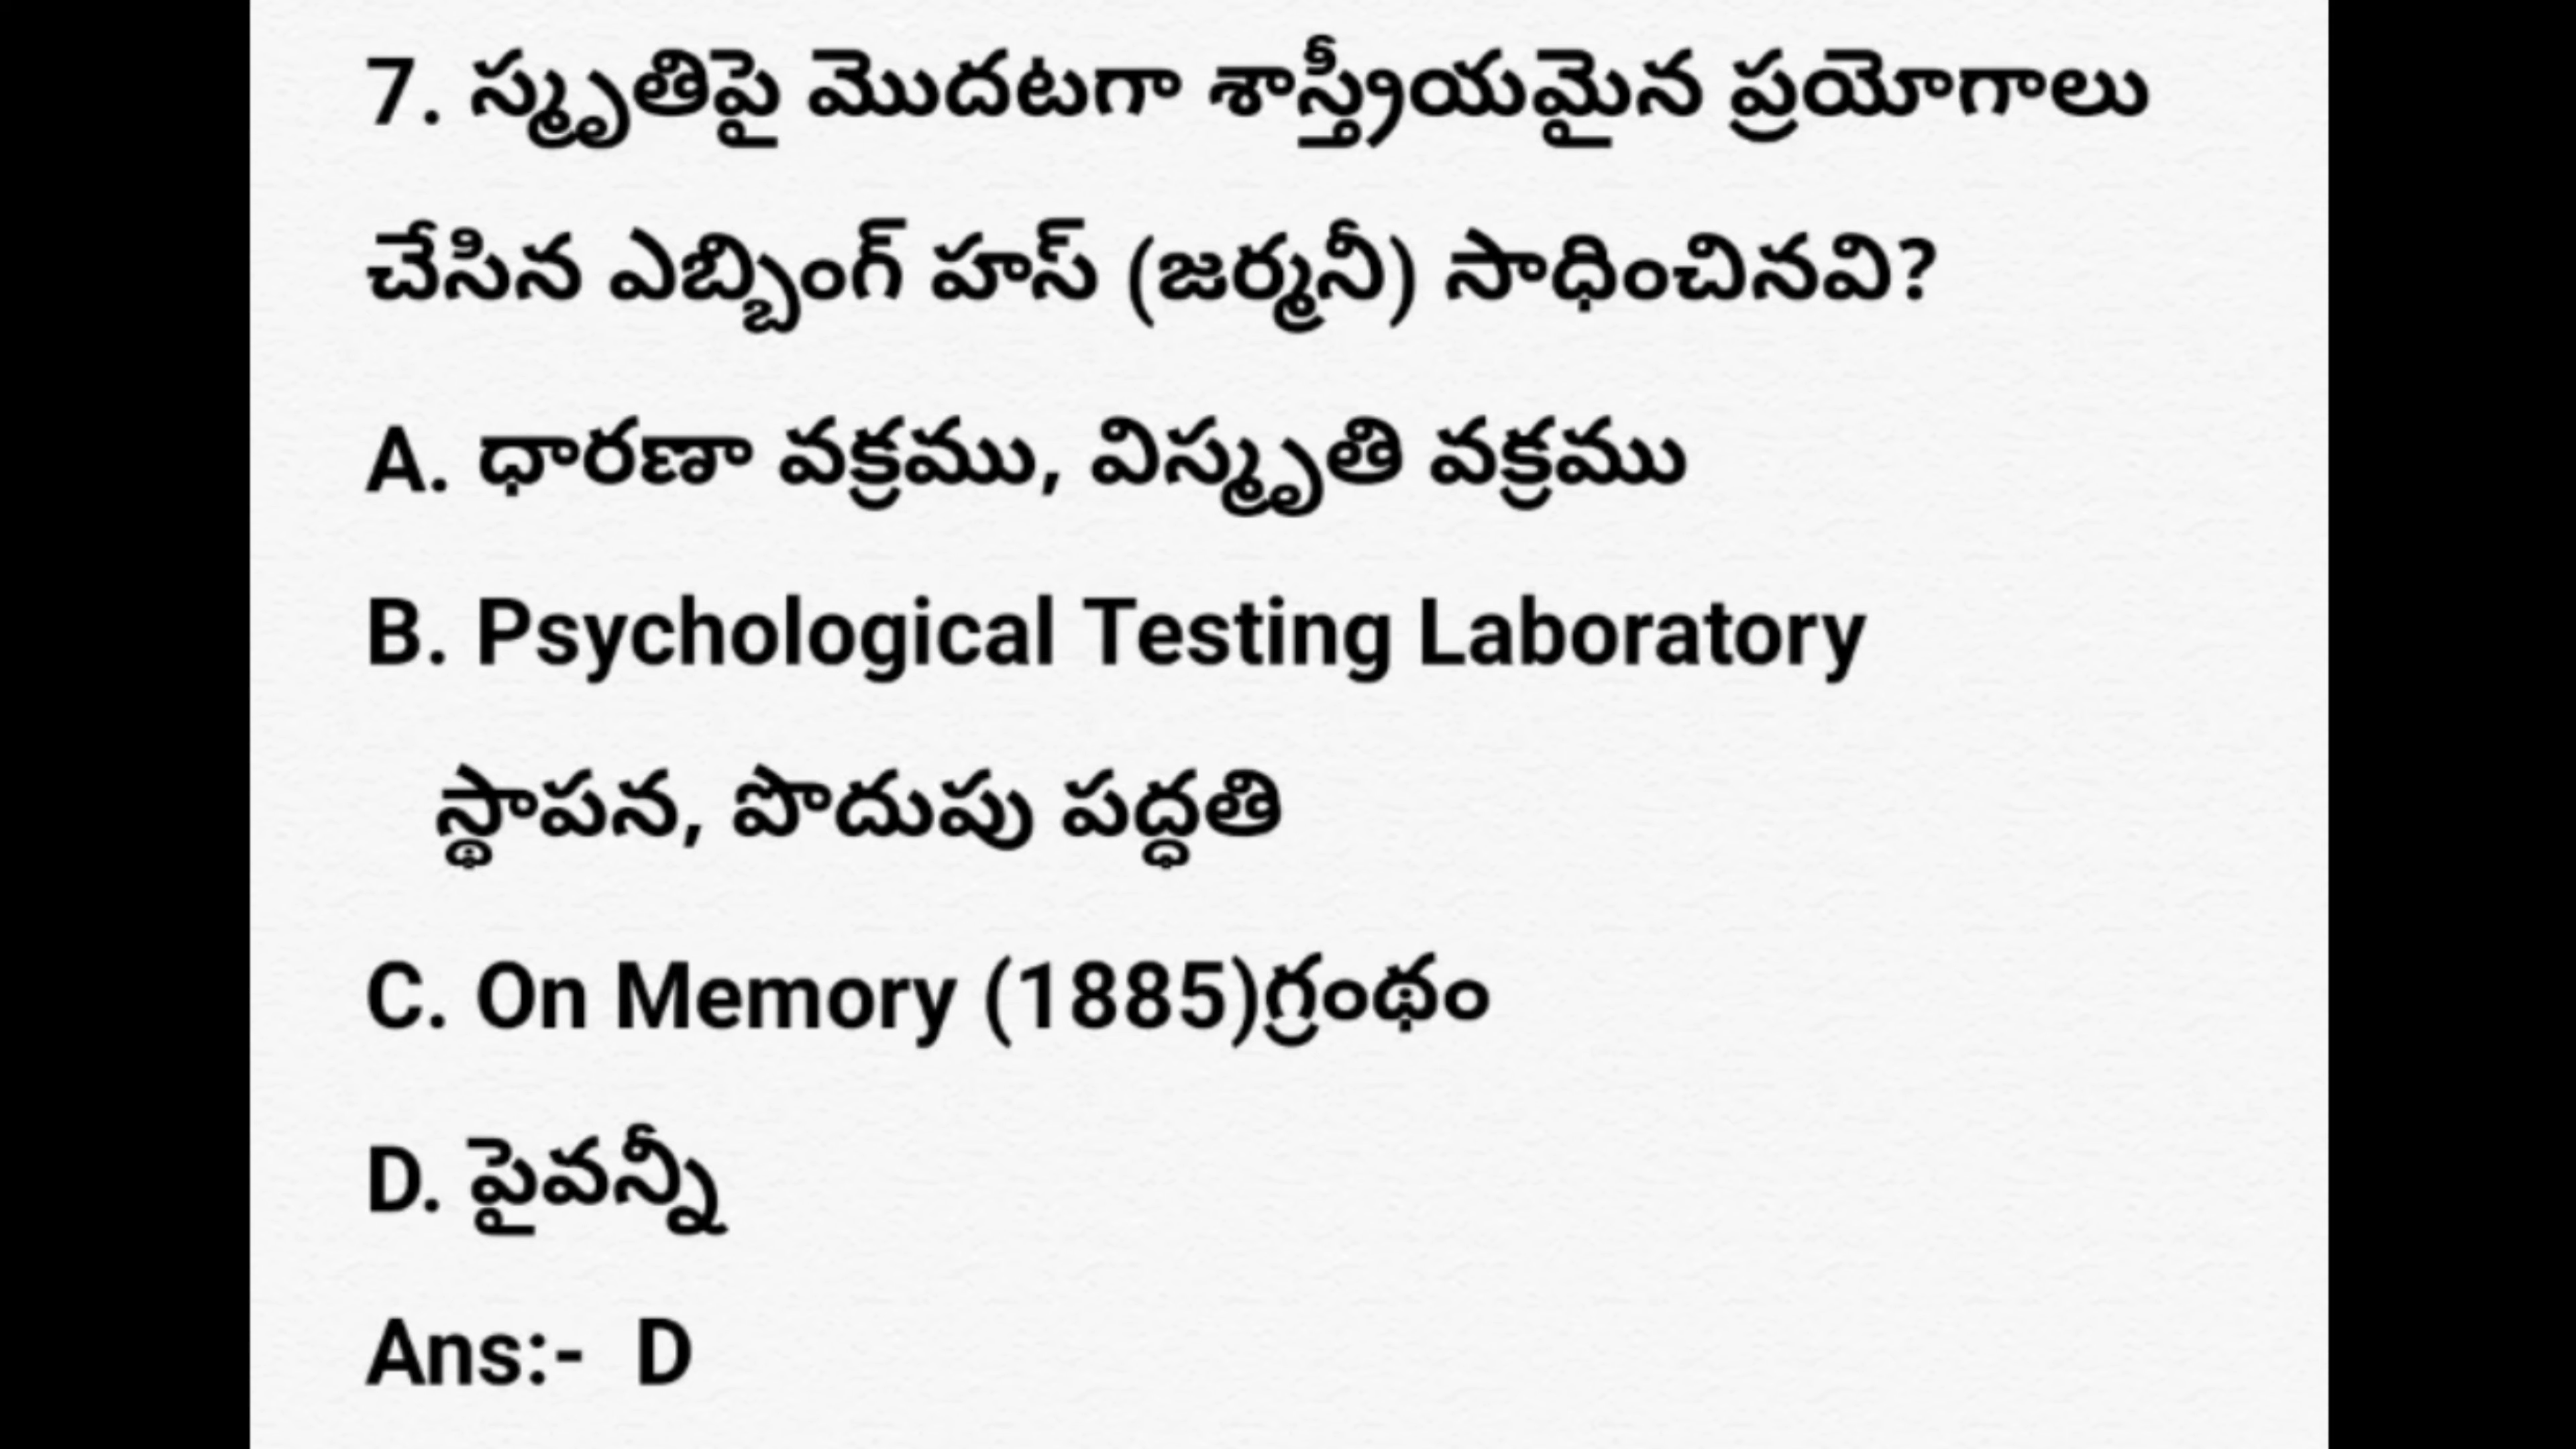 7. స్మృతిపై మొదటగా శాస్త్రీయమైన ప్రయోగాలు
చేసిన ఎబ్బింగ్ హస్ (జర్మనీ) సాధించినవి?
A. ధారణా వక్రము, విస్మృతి వక్రము
B. Psychological Testing Laboratory
స్థాపన, పొదుపు పద్ధతి
C. On Memory (1885)గ్రంథం
D. పైవన్నీ
Ans:- D